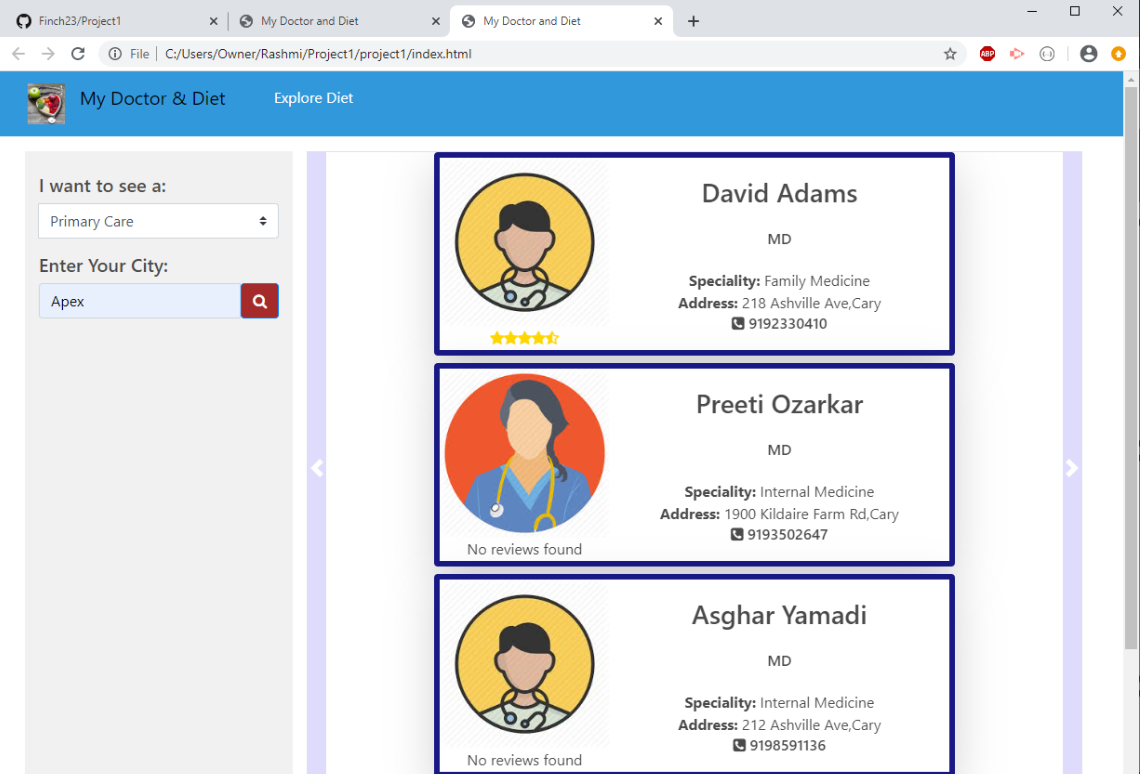 Finch23/Project1
My Doctor and Diet
My Doctor and Diet
File
C:/Users/Owner/Rashmi/Project1/project1/index.html
ABP
My Doctor & Diet
Explore Diet
I want to see a:
Primary Care
Enter Your City:
Apex
David Adams
MD
Speciality: Family Medicine
Address: 218 Ashville Ave,Cary
9192330410
Preeti Ozarkar
MD
Speciality: Internal Medicine
Address: 1900 Kildaire Farm Rd,Cary
9193502647
No reviews found
Asghar Yamadi
MD
Speciality: Internal Medicine
Address: 212 Ashville Ave,Cary
9198591136
No reviews found